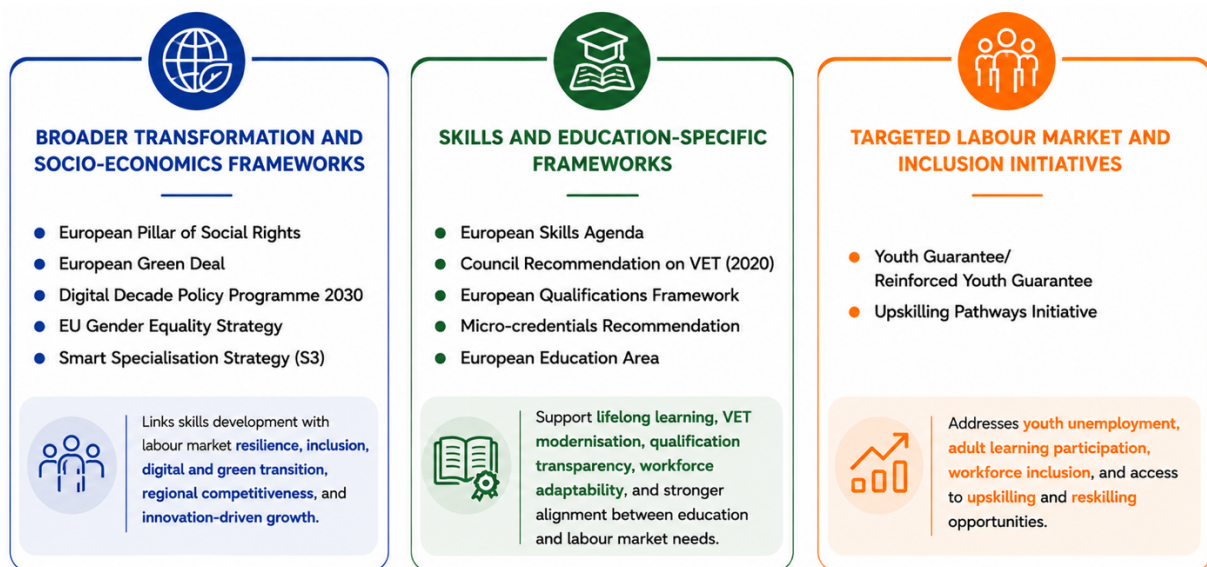 BROADER TRANSFORMATION AND
SOCIO-ECONOMICS FRAMEWORKS
European Pillar of Social Rights
European Green Deal
Digital Decade Policy Programme 2030
EU Gender Equality Strategy
Smart Specialisation Strategy (S3)
Links skills development with
labour market resilience, inclusion,
digital and green transition,
regional competitiveness, and
innovation-driven growth.
SKILLS AND EDUCATION-SPECIFIC
FRAMEWORKS
European Skills Agenda
Council Recommendation on VET (2020)
European Qualifications Framework
Micro-credentials Recommendation
European Education Area
Support lifelong learning, VET
modernisation, qualification
transparency, workforce
adaptability, and stronger
alignment between education
and labour market needs.
TARGETED LABOUR MARKET AND
INCLUSION INITIATIVES
Youth Guarantee/
Reinforced Youth Guarantee
Upskilling Pathways Initiative
Addresses youth unemployment,
adult learning participation,
workforce inclusion, and access
to upskilling and reskilling
opportunities.